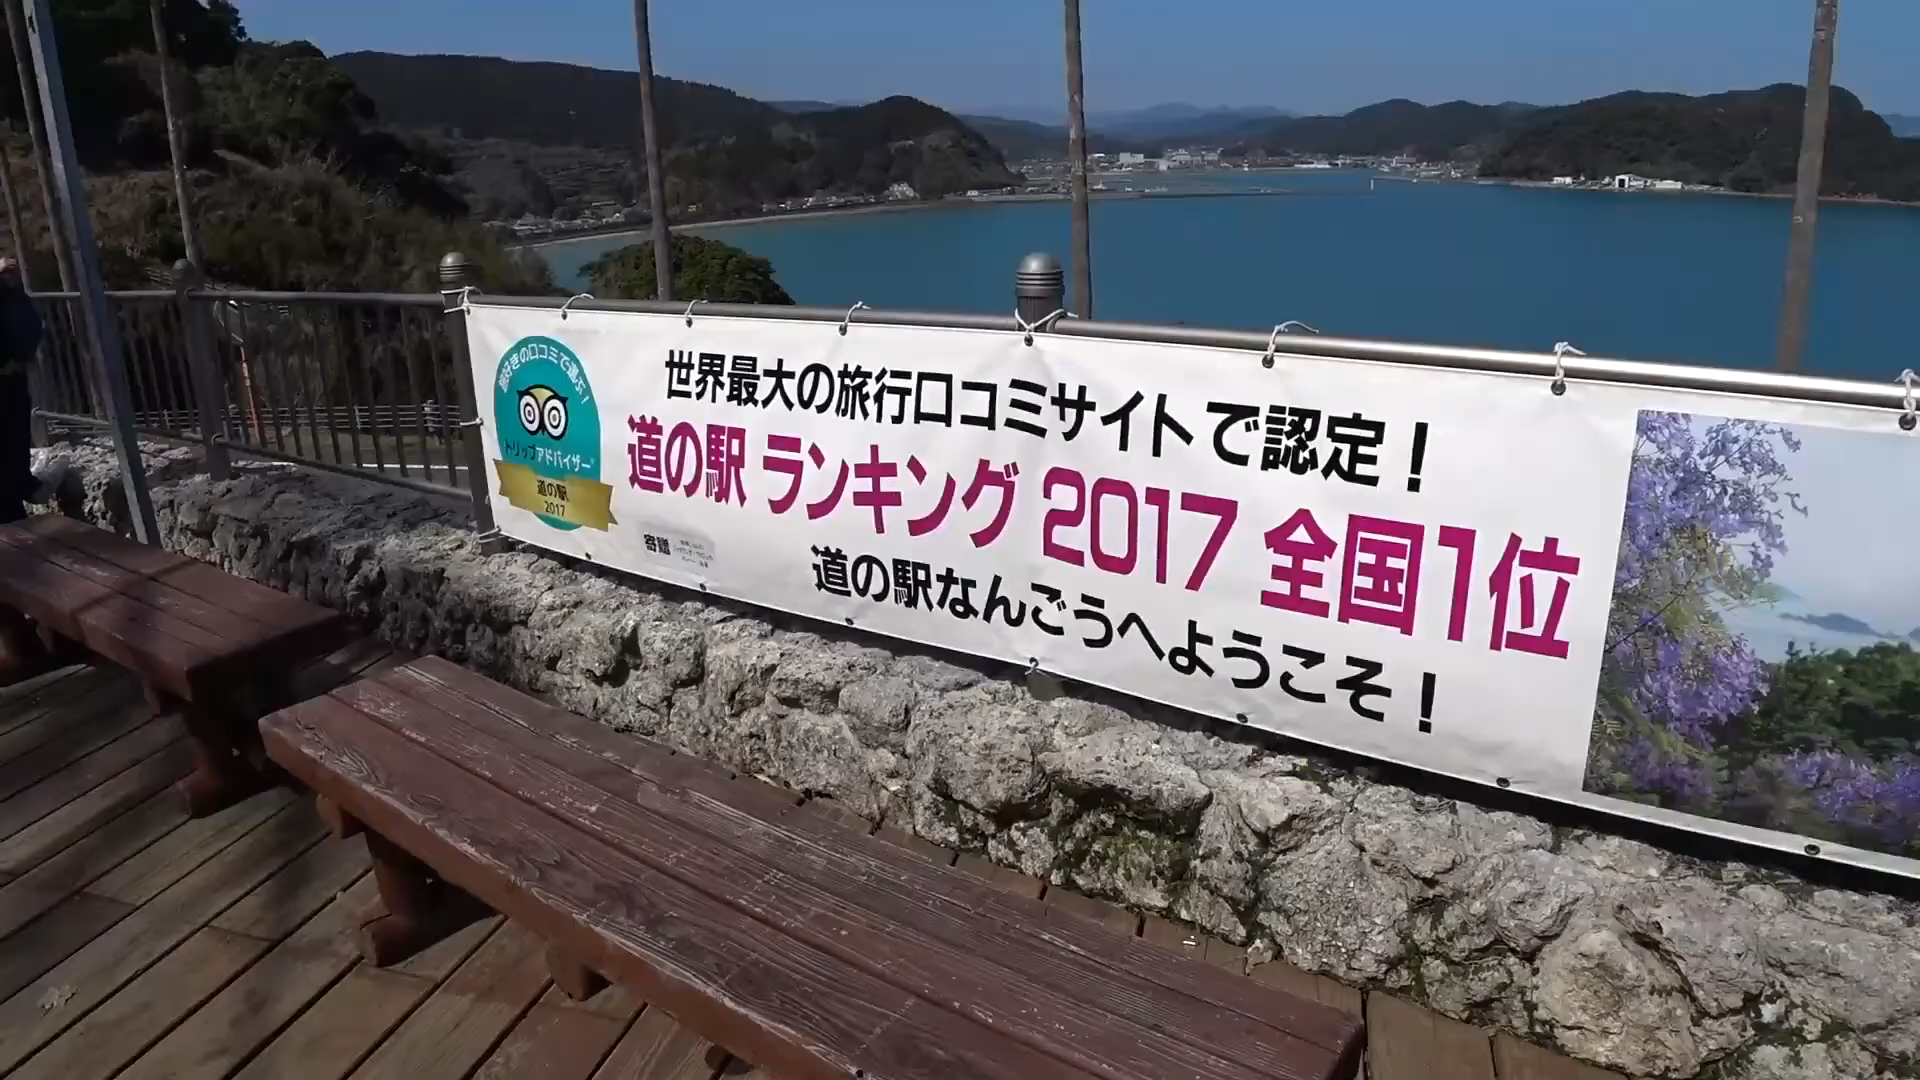 旅好きの口コミで選ぶ!
トリップアドバイザー
道の駅
2017
世界最大の旅行口コミサイトで認定!
道の駅 ランキング 2017 全国1位
寄贈
道の駅なんごうへようこそ!